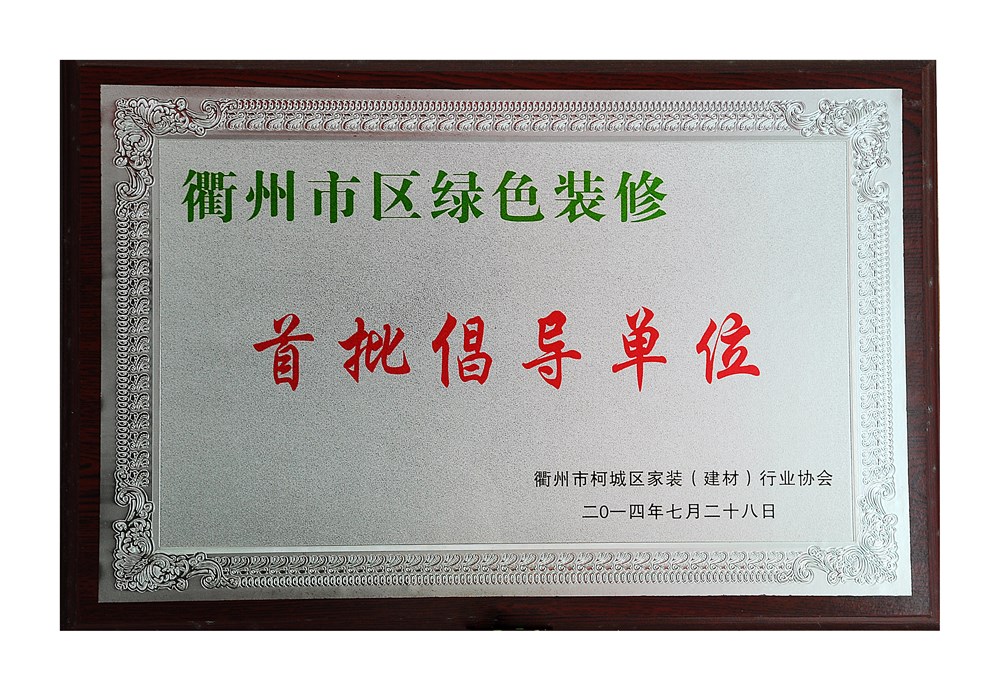 衢州市区绿色装修
首批倡导单位
衢州市柯城区家装（建材）行业协会
二0一四年七月二十八日